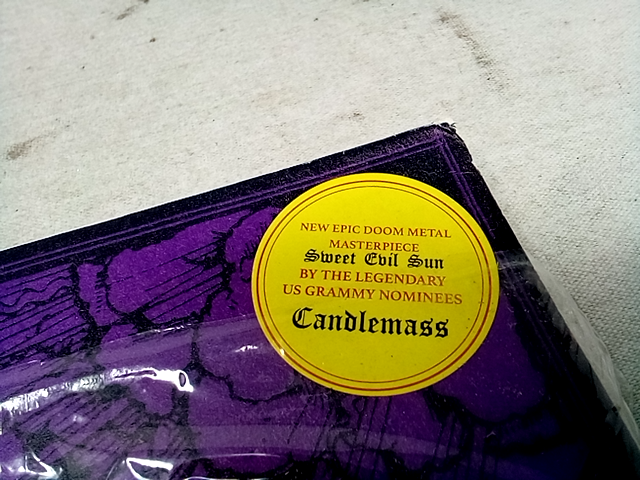 NEW EPIC DOOM METAL
MASTERPIECE
Sweet Evil Sun
BY THE LEGENDARY
US GRAMMY NOMINEES
Candlemass